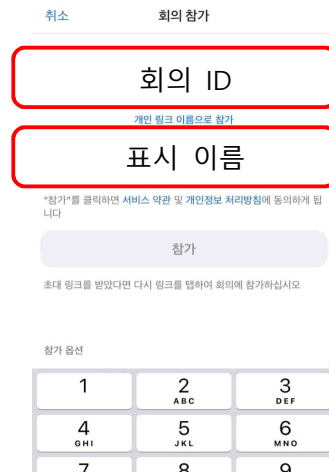 취소 회의 참가
회의 ID
개인 링크 이름으로 참가
표시 이름
"참가"를 클릭하면 서비스 약관 및 개인정보 처리방침에 동의하게 됩
니다
참가
초대 링크를 받았다면 다시 링크를 탭하여 회의에 참가하십시오
참가 옵션
1 2 3
ABC DEF
4 5 6
GHI JKL MNO
7 8 9